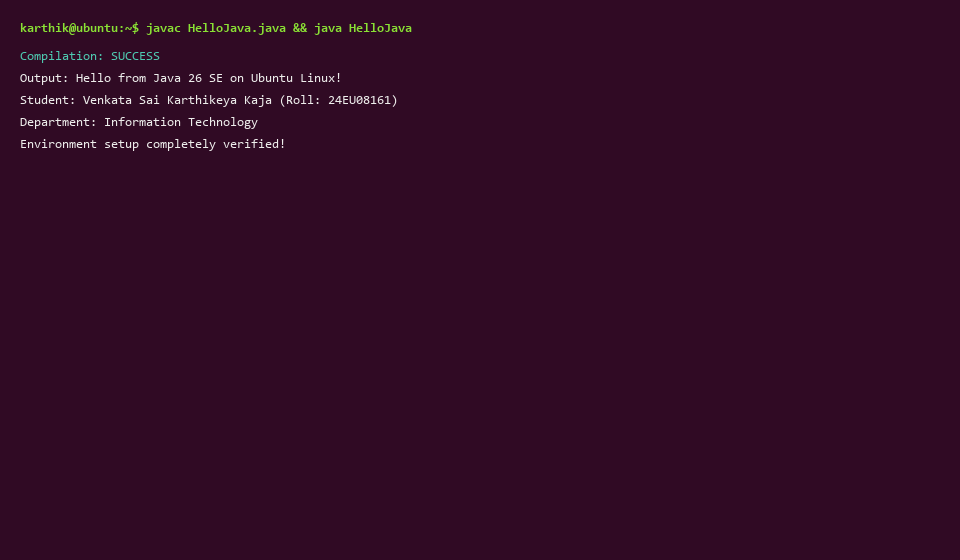 karthik@ubuntu:~$ javac HelloJava.java && java HelloJava
Compilation: SUCCESS
Output: Hello from Java 26 SE on Ubuntu Linux!
Student: Venkata Sai Karthikeya Kaja (Roll: 24EU08161)
Department: Information Technology
Environment setup completely verified!